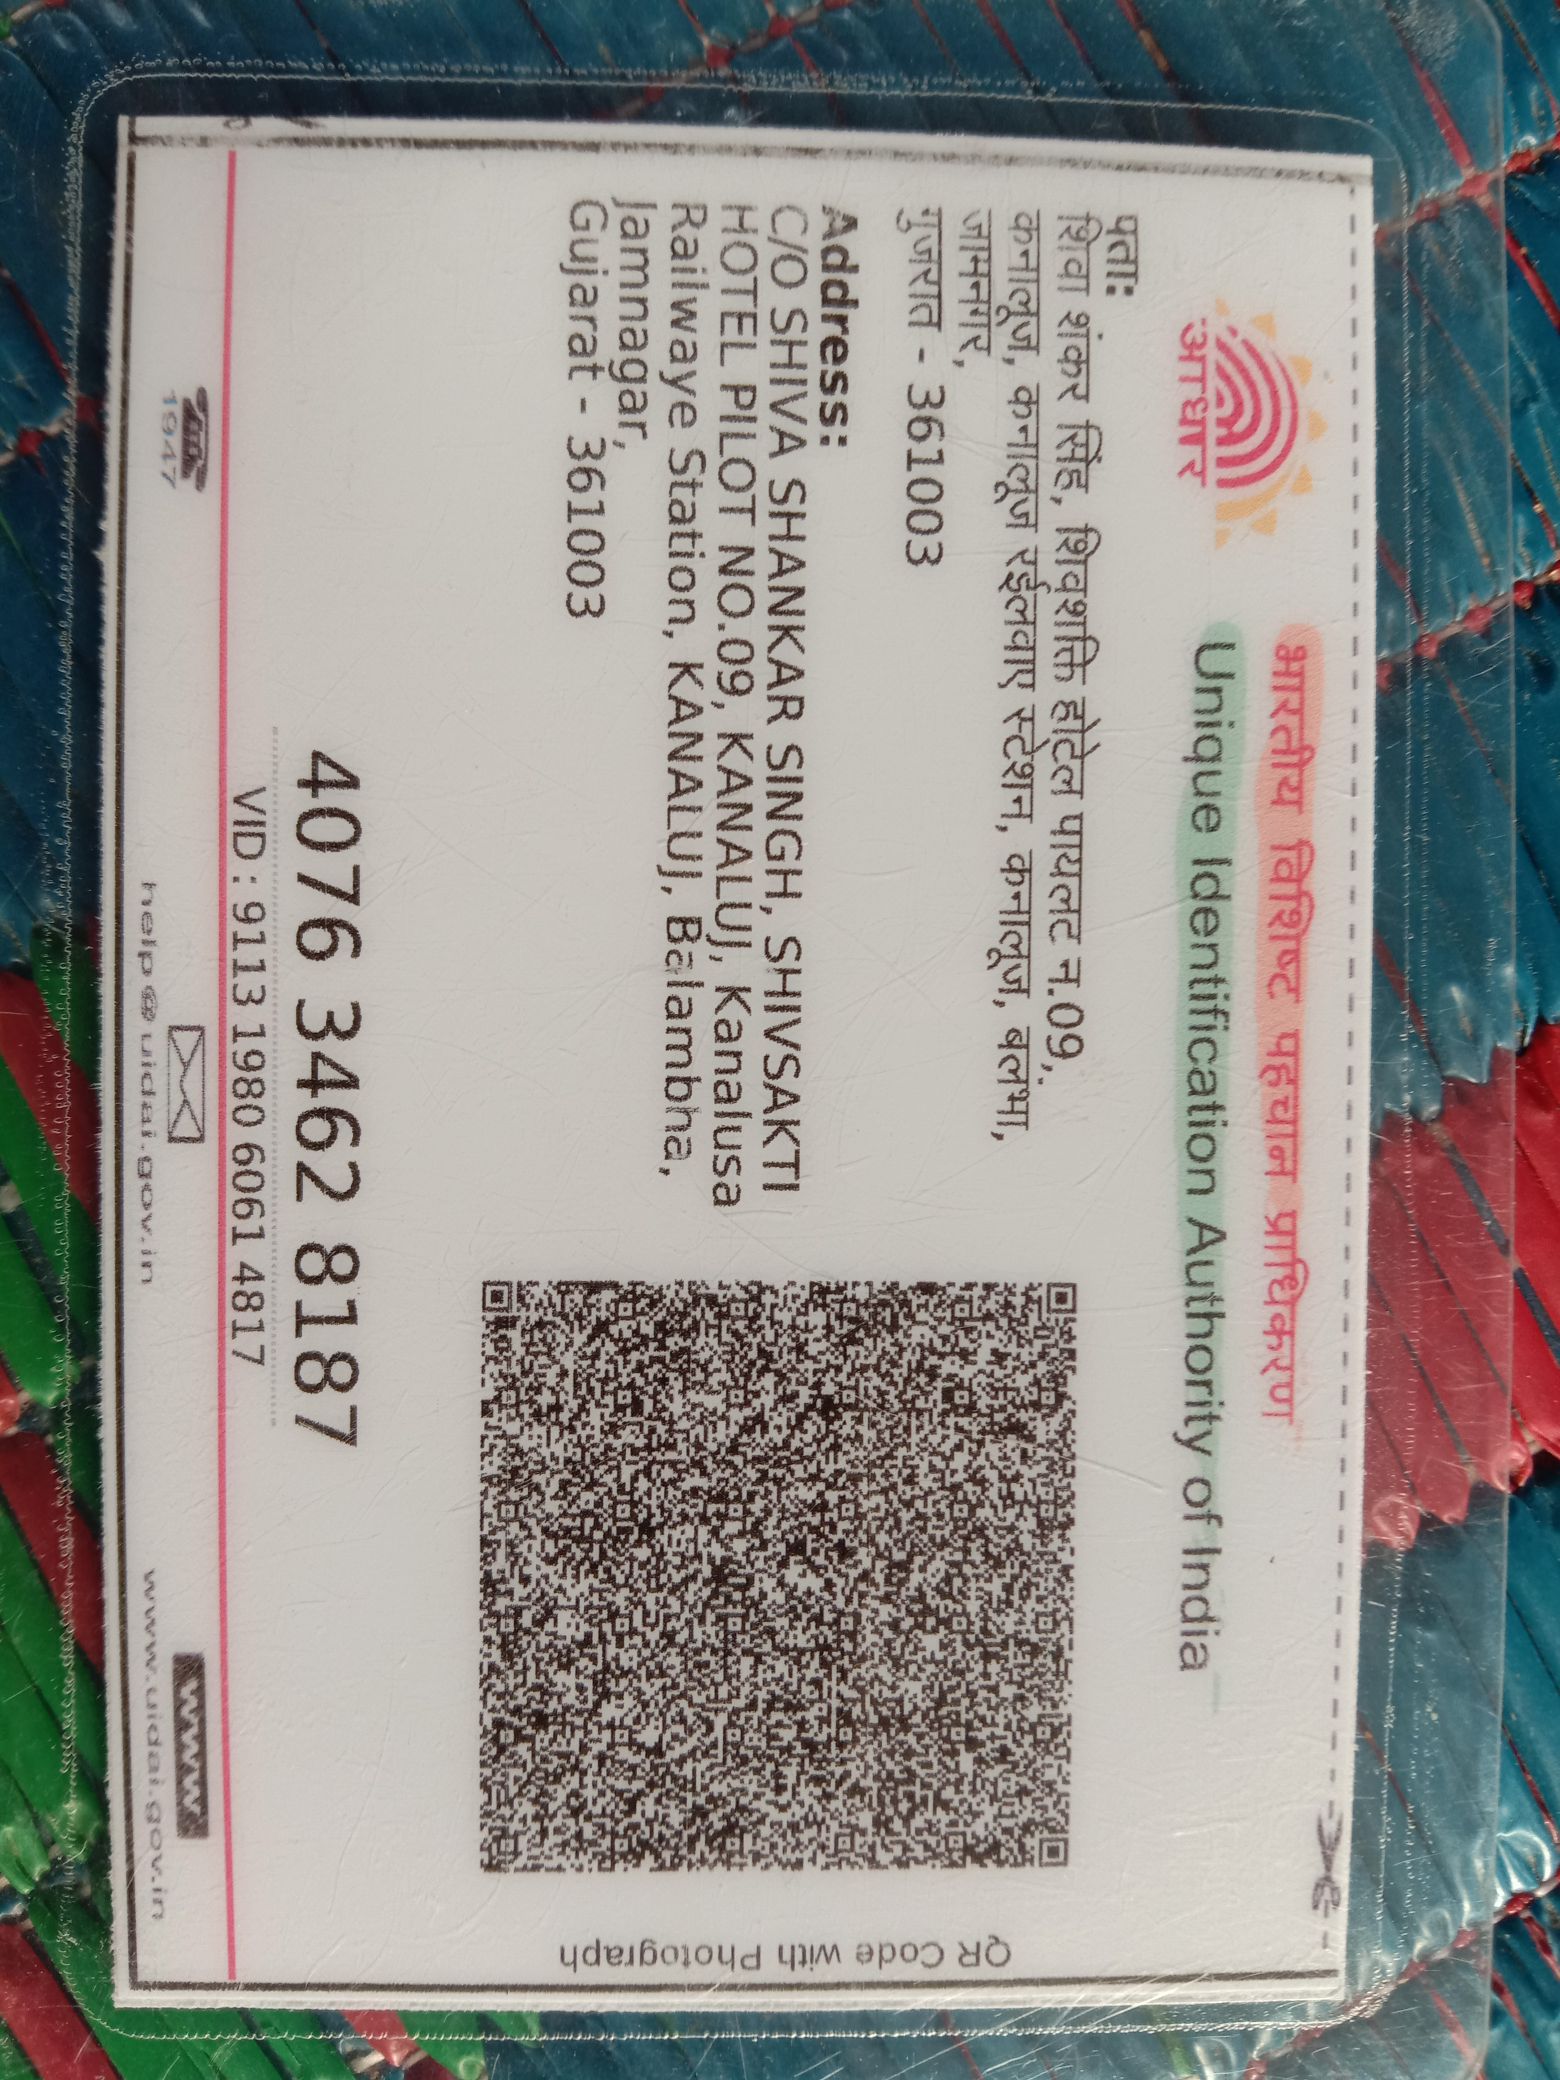 आधार
भारतीय विशिष्ट पहचान प्राधिकरण
Unique Identification Authority of India
पता:
शिवा शंकर सिंह, शिवशक्ति होटेल पायलट न.09,.
कनालूज, कनालूज रईलवाए स्टेशन, कनालूज, बलभा,
जामनगर,
गुजरात - 361003
Address:
C/O SHIVA SHANKAR SINGH, SHIVSAKTI
HOTEL PILOT NO.09, KANALUJ, Kanalusa
Railwaye Station, KANALUJ, Balambha,
Jamnagar,
Gujarat - 361003
QR Code with Photograph
4076 3462 8187
VID : 9113 1980 6061 4817
1947
help@uidai.gov.in
www
www.uidai.gov.in